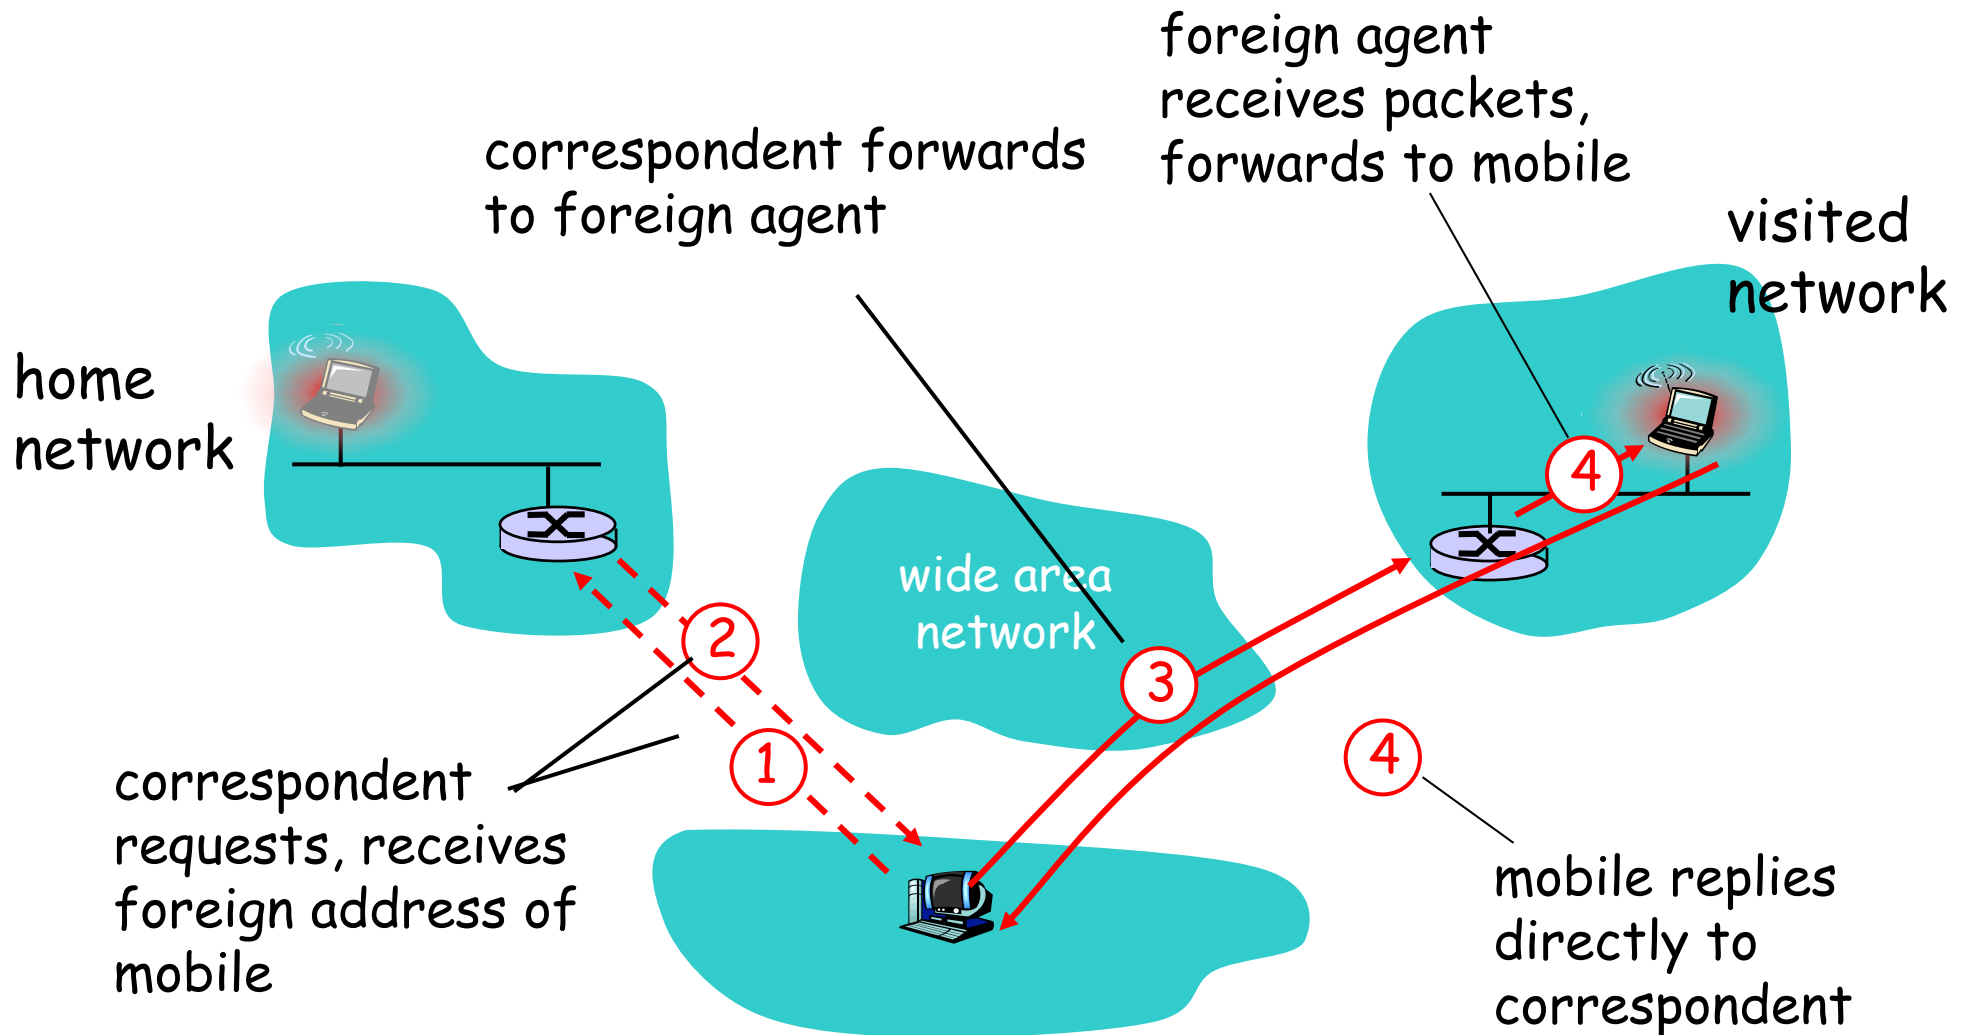 foreign agent
receives packets,
forwards to mobile
correspondent forwards
to foreign agent
visited
network
home
network
4
wide area
network
2
3
1
4
correspondent
requests, receives
foreign address of
mobile
mobile replies
directly to
correspondent